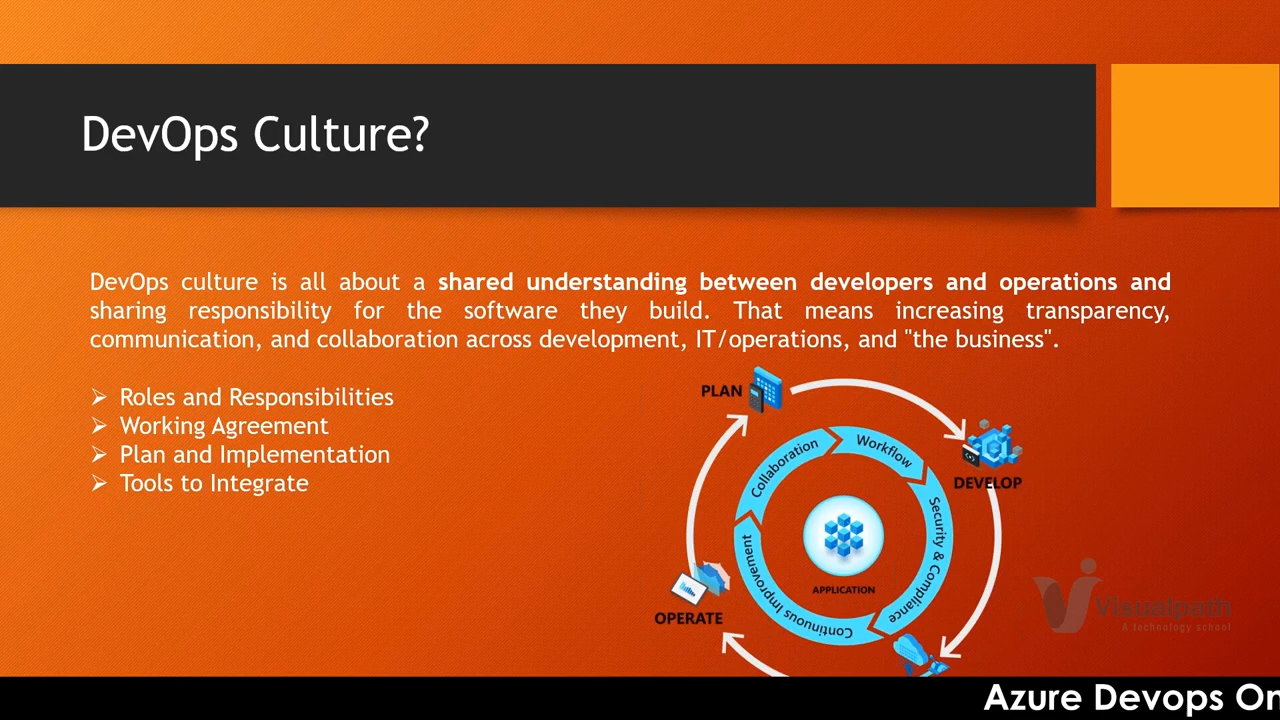 DevOps Culture?
DevOps culture is all about a shared understanding between developers and operations and
sharing responsibility for the software they build. That means increasing transparency,
communication, and collaboration across development, IT/operations, and "the business".
➢ Roles and Responsibilities
➢ Working Agreement
➢ Plan and Implementation
➢ Tools to Integrate
PLAN
DEVELOP
OPERATE
Collaboration
Workflow
Security & Compliance
Continuous Improvement
APPLICATION
Visualpath
A technology school
Azure Devops On